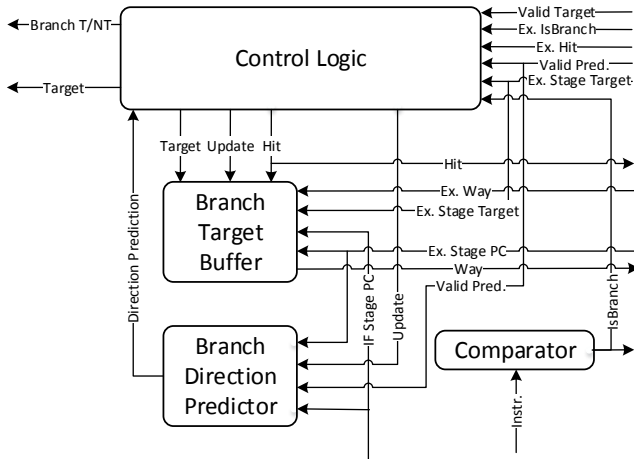 Valid Target
Branch T/NT
Ex. IsBranch
Ex. Hit
Control Logic
Valid Pred.
Ex. Stage Target
Target
Target
Update
Hit
Hit
Ex. Way
Branch
Target
Buffer
Ex. Stage Target
Ex. Stage PC
Way
Valid Pred.
Direction Prediction
IF Stage PC
Update
IsBranch
Branch
Direction
Predictor
Comparator
Instr.